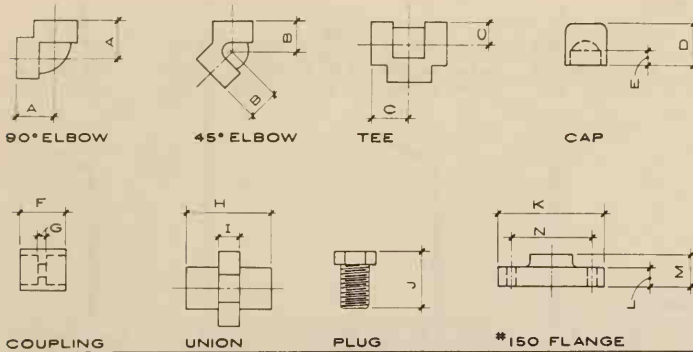 A
A
90° ELBOW
B
B
45° ELBOW
C
C
TEE
D
E
CAP
F
G
COUPLING
H
I
UNION
J
PLUG
K
N
L
M
#150 FLANGE